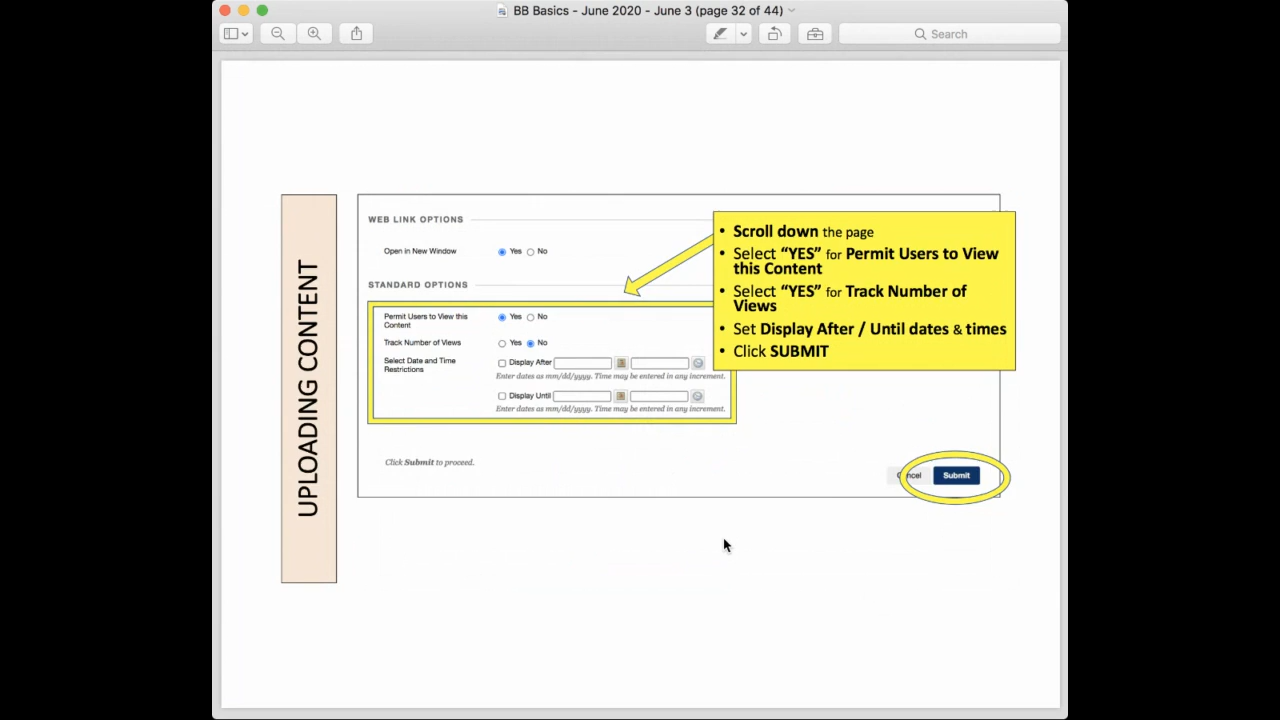 BB Basics - June 2020 - June 3 (page 32 of 44)
Search
UPLOADING CONTENT
WEB LINK OPTIONS
Open in New Window Yes No
STANDARD OPTIONS
Permit Users to View this
Content
Yes No
Track Number of Views Yes No
Select Date and Time
Restrictions
Display After
Enter dates as mm/dd/yyyy. Time may be entered in any increment.
Display Until
Enter dates as mm/dd/yyyy. Time may be entered in any increment.
• Scroll down the page
• Select “YES” for Permit Users to View
this Content
• Select “YES” for Track Number of
Views
• Set Display After / Until dates & times
• Click SUBMIT
Click Submit to proceed.
Cancel Submit